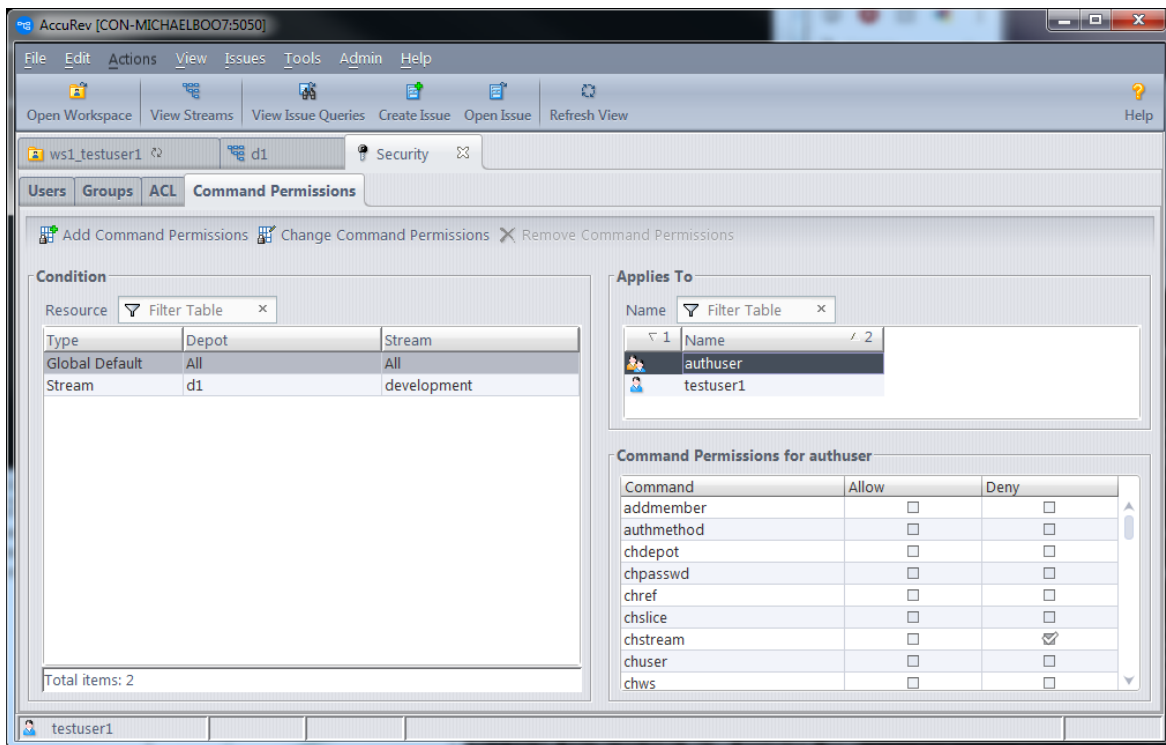 AccuRev [CON-MICHAELBOO7:5050]
File Edit Actions View Issues Tools Admin Help
Open Workspace View Streams View Issue Queries Create Issue Open Issue Refresh View Help
ws1_testuser1 d1 Security
Users Groups ACL Command Permissions
Add Command Permissions Change Command Permissions Remove Command Permissions
Condition
Resource Filter Table
Type Depot Stream
Global Default All All
Stream d1 development
Total items: 2
Applies To
Name Filter Table
1 Name 2
authuser
testuser1
Command Permissions for authuser
Command Allow Deny
addmember
authmethod
chdepot
chpasswd
chref
chslice
chstream
chuser
chws
testuser1